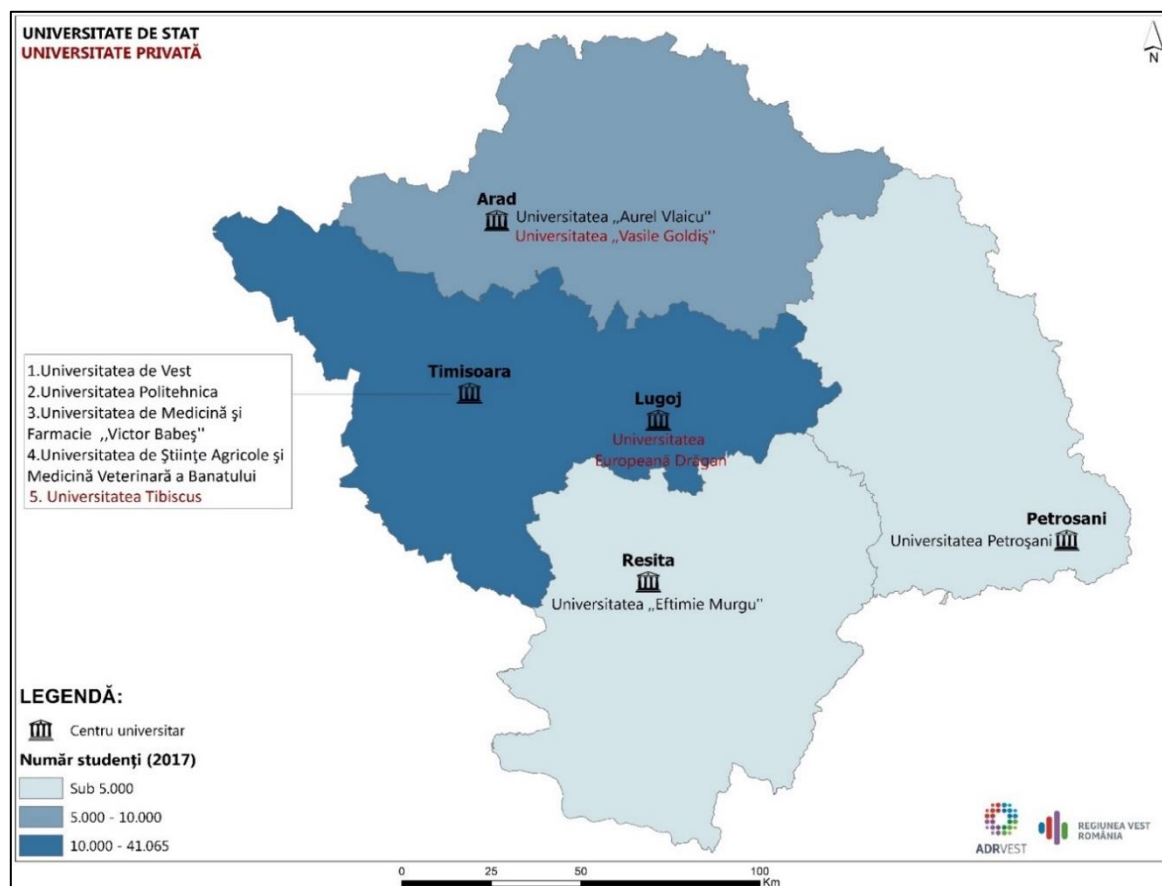 UNIVERSITATE DE STAT
UNIVERSITATE PRIVATĂ
N
Arad
Universitatea „Aurel Vlaicu"
Universitatea „Vasile Goldiş"
1.Universitatea de Vest
2.Universitatea Politehnica
3.Universitatea de Medicină şi
Farmacie ,,Victor Babeş"
4.Universitatea de Ştiinţe Agricole şi
Medicină Veterinară a Banatului
5. Universitatea Tibiscus
Timisoara
Lugoj
Universitatea
Europeană Drăgan
Petrosani
Universitatea Petroşani
Resita
Universitatea „Eftimie Murgu"
LEGENDĂ:
Centru universitar
Număr studenţi (2017)
Sub 5.000
5.000 - 10.000
10.000 - 41.065
ADRVEST
REGIUNEA VEST
ROMÂNIA
0 25 50 100
Km